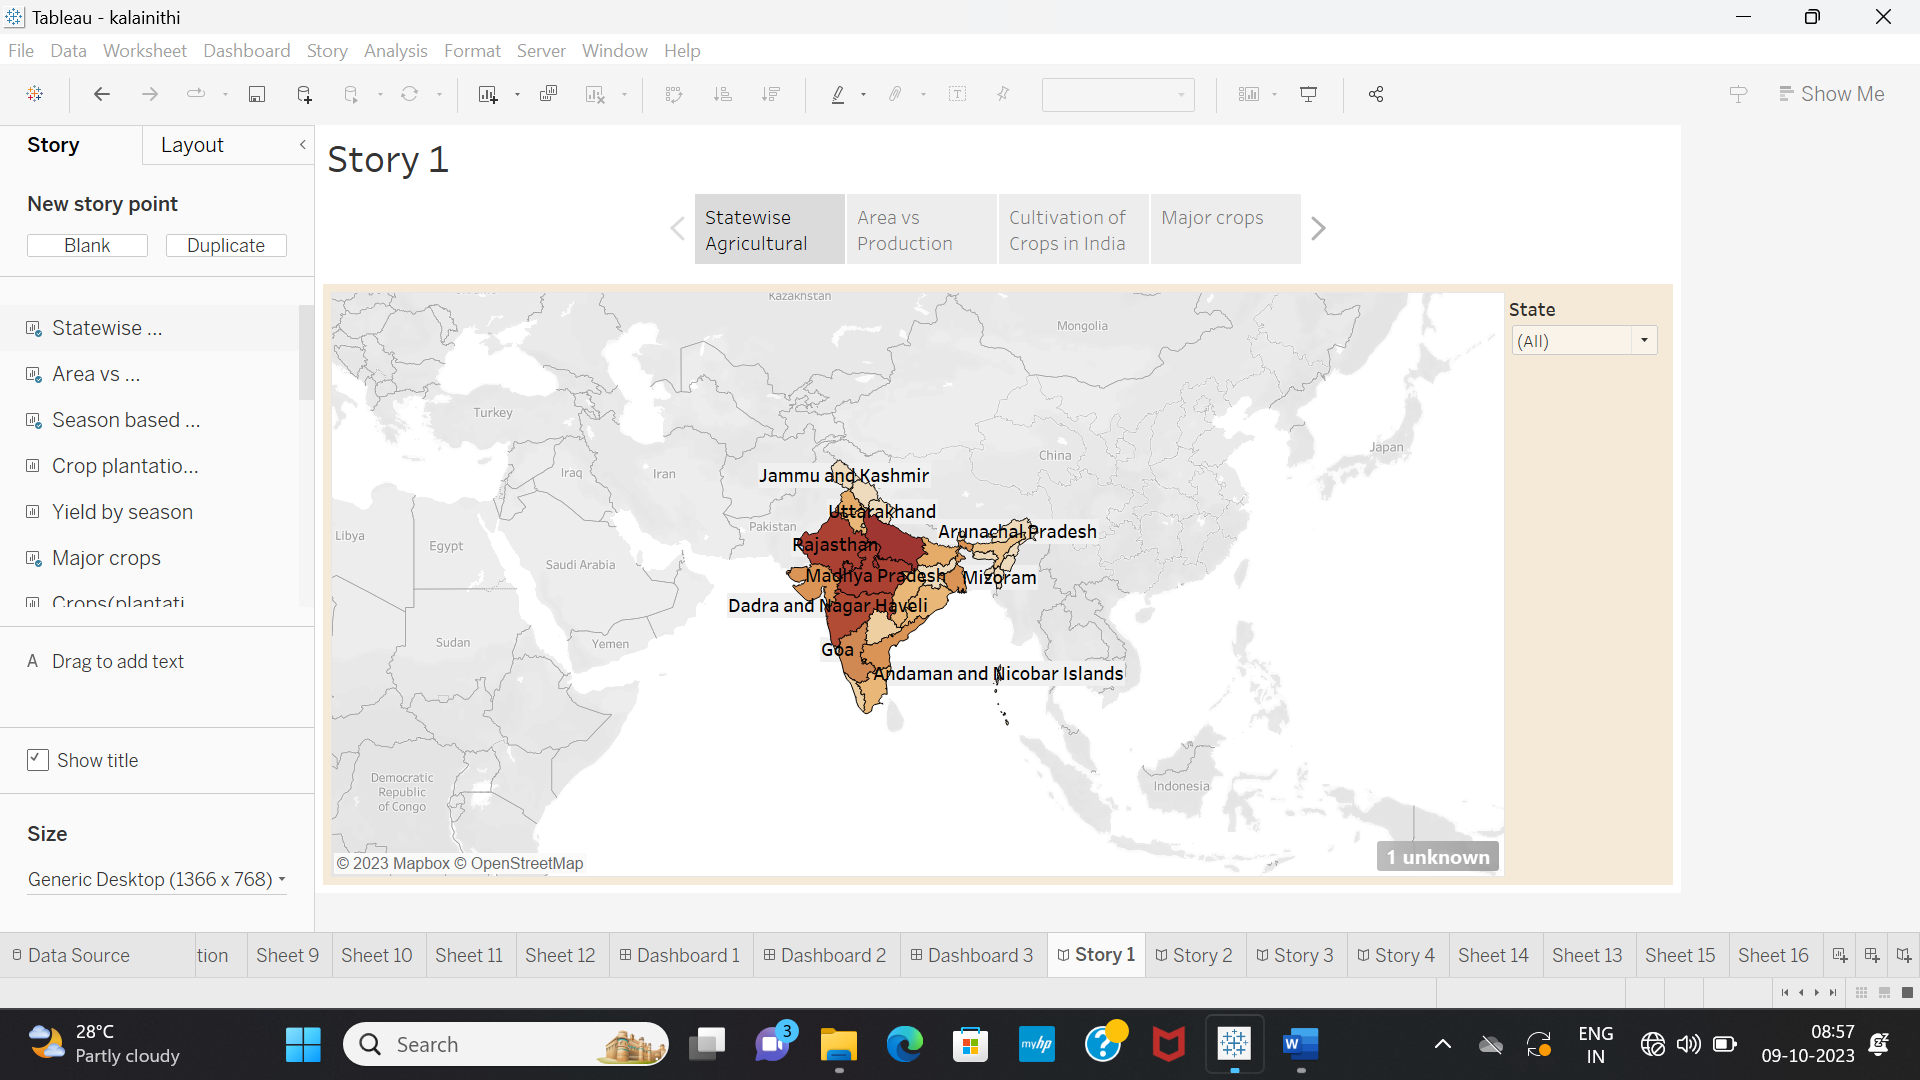 Tableau - kalainithi
File Data Worksheet Dashboard Story Analysis Format Server Window Help
Show Me
Story Layout
New story point
Blank Duplicate
Statewise ...
Area vs ...
Season based ...
Crop plantatio...
Yield by season
Major crops
Crops(plantati
A Drag to add text
Show title
Size
Generic Desktop (1366 x 768)
Story 1
Statewise
Agricultural
Area vs
Production
Cultivation of
Crops in India
Major crops
Kazakhstan
Mongolia
Turkey
Japan
China
Iraq
Iran
Jammu and Kashmir
Uttarakhand
Pakistan
Arunachal Pradesh
Libya
Egypt
Rajasthan
Saudi Arabia
Madhya Pradesh
Mizoram
Dadra and Nagar Haveli
Sudan
Yemen
Goa
Andaman and Nicobar Islands
Democratic
Republic
of Congo
Indonesia
© 2023 Mapbox © OpenStreetMap
1 unknown
State
(All)
Data Source tion Sheet 9 Sheet 10 Sheet 11 Sheet 12 Dashboard 1 Dashboard 2 Dashboard 3 Story 1 Story 2 Story 3 Story 4 Sheet 14 Sheet 13 Sheet 15 Sheet 16
28°C
Partly cloudy
Search
3
myhp
?
W
ENG
IN
08:57
09-10-2023